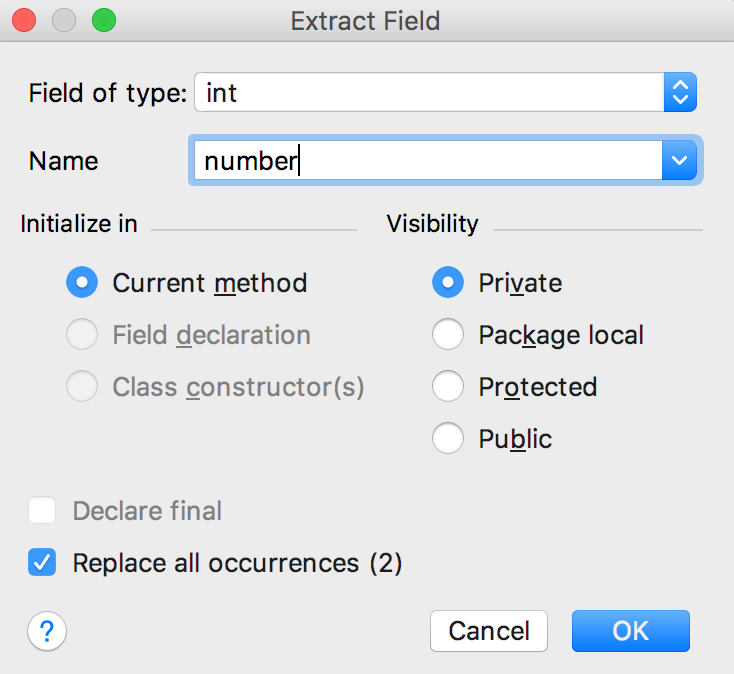 Extract Field
Field of type: int
Name number
Initialize in Visibility
Current method Private
Field declaration Package local
Class constructor(s) Protected
Public
Declare final
Replace all occurrences (2)
? Cancel OK